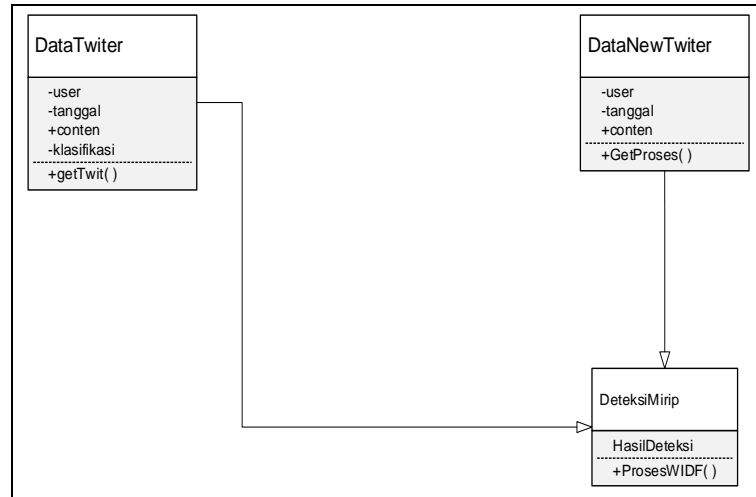 DataTwiter
-user
-tanggal
+conten
-klasifikasi
+getTwit( )
DataNewTwiter
-user
-tanggal
+conten
+GetProses( )
DeteksiMirip
HasilDeteksi
+ProsesWIDF( )